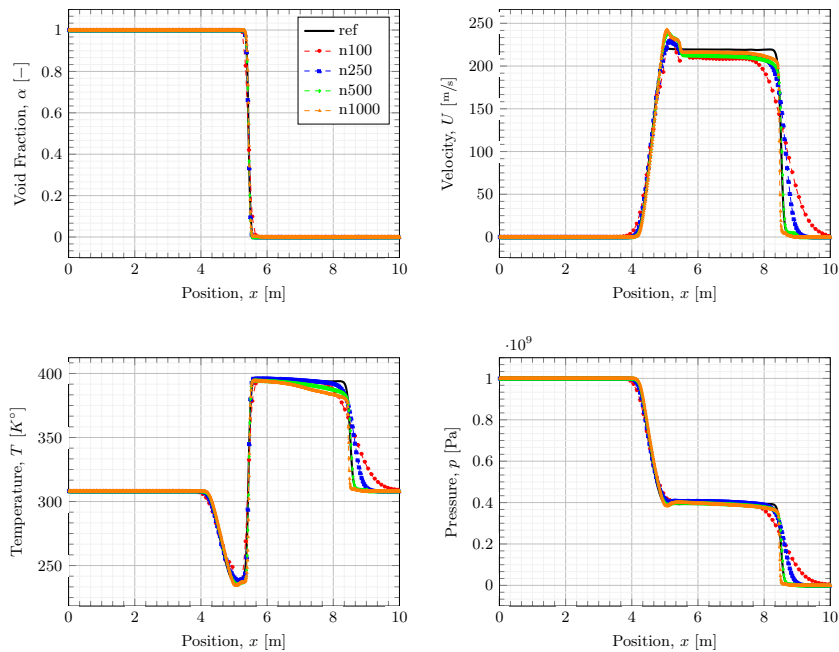 1
0.8
0.6
0.4
0.2
0
0 2 4 6 8 10
Void Fraction, α [−]
Position, x [m]
ref
n100
n250
n500
n1000
250
200
150
100
50
0
0 2 4 6 8 10
Velocity, U [m/s]
Position, x [m]
400
350
300
250
0 2 4 6 8 10
Temperature, T [K°]
Position, x [m]
·10⁹
1
0.8
0.6
0.4
0.2
0
0 2 4 6 8 10
Pressure, p [Pa]
Position, x [m]